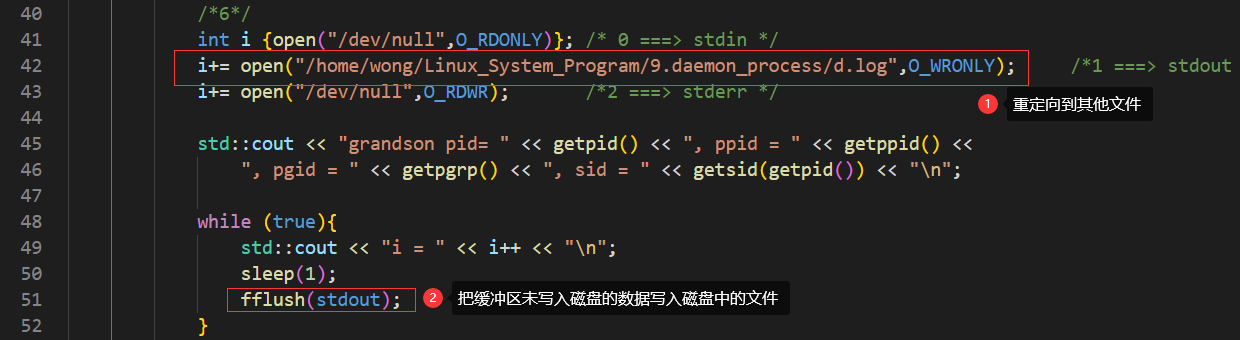 40 /*6*/
41 int i {open("/dev/null",O_RDONLY)}; /* 0 ===> stdin */
42 i+= open("/home/wong/Linux_System_Program/9.daemon_process/d.log",O_WRONLY); /*1 ===> stdout
43 i+= open("/dev/null",O_RDWR); /*2 ===> stderr */
1 重定向到其他文件
44
45 std::cout << "grandson pid= " << getpid() << ", ppid = " << getppid() <<
46 ", pgid = " << getpgrp() << ", sid = " << getsid(getpid()) << "\n";
47
48 while (true){
49 std::cout << "i = " << i++ << "\n";
50 sleep(1);
51 fflush(stdout); 2 把缓冲区未写入磁盘的数据写入磁盘中的文件
52 }